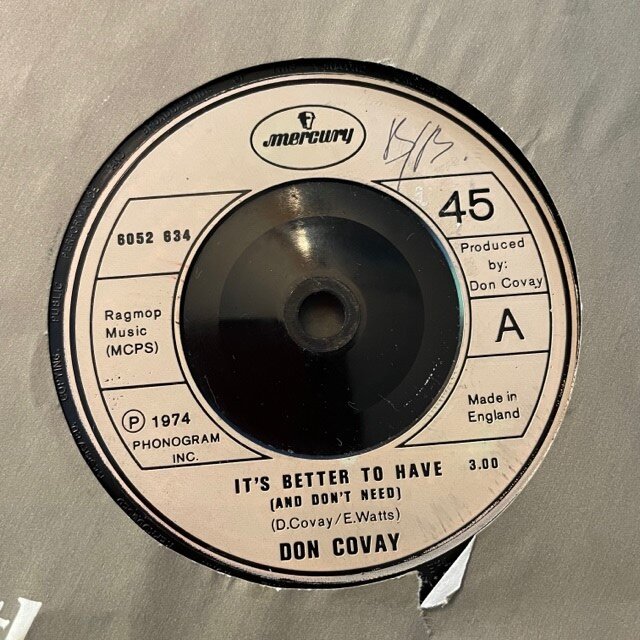 mercury
45
6052 634
Produced
by:
Don Covay
Ragmop
Music
(MCPS)
A
℗ 1974
PHONOGRAM
INC.
Made in
England
IT'S BETTER TO HAVE 3.00
(AND DON'T NEED)
(D.Covay/E.Watts)
DON COVAY